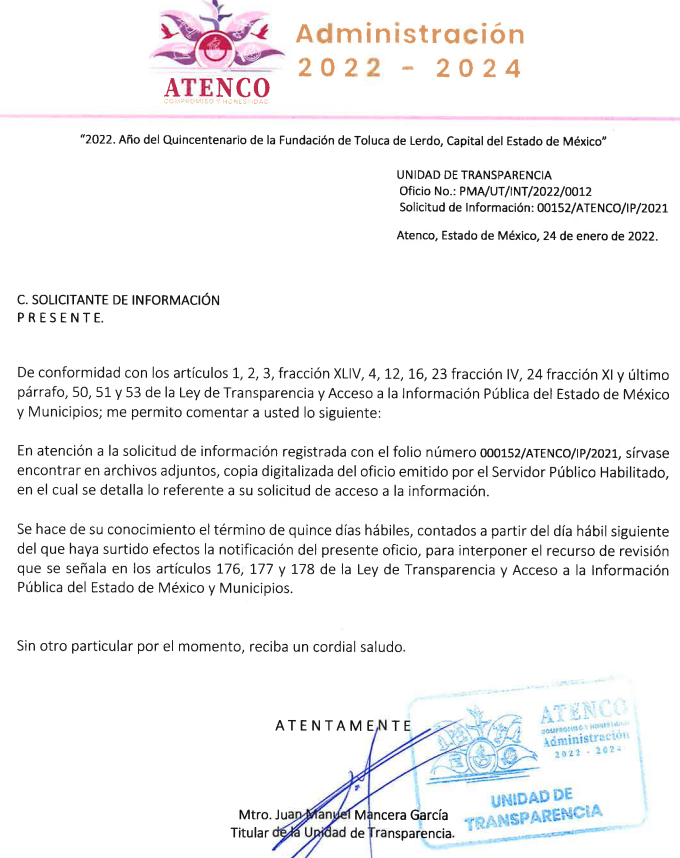 ATENCO
COMPROMISO Y HONESTIDAD
Administración
2022 - 2024
"2022. Año del Quincentenario de la Fundación de Toluca de Lerdo, Capital del Estado de México"
UNIDAD DE TRANSPARENCIA
Oficio No.: PMA/UT/INT/2022/0012
Solicitud de Información: 00152/ATENCO/IP/2021
Atenco, Estado de México, 24 de enero de 2022.
C. SOLICITANTE DE INFORMACIÓN
P R E S E N T E.
De conformidad con los artículos 1, 2, 3, fracción XLIV, 4, 12, 16, 23 fracción IV, 24 fracción XI y último
párrafo, 50, 51 y 53 de la Ley de Transparencia y Acceso a la Información Pública del Estado de México
y Municipios; me permito comentar a usted lo siguiente:
En atención a la solicitud de información registrada con el folio número 000152/ATENCO/IP/2021, sírvase
encontrar en archivos adjuntos, copia digitalizada del oficio emitido por el Servidor Público Habilitado,
en el cual se detalla lo referente a su solicitud de acceso a la información.
Se hace de su conocimiento el término de quince días hábiles, contados a partir del día hábil siguiente
del que haya surtido efectos la notificación del presente oficio, para interponer el recurso de revisión
que se señala en los artículos 176, 177 y 178 de la Ley de Transparencia y Acceso a la Información
Pública del Estado de México y Municipios.
Sin otro particular por el momento, reciba un cordial saludo.
A T E N T A M E N T E
Mtro. Juan Manuel Mancera García
Titular de la Unidad de Transparencia.
ATENCO
COMPROMISO Y HONESTIDAD
Administración
2022 - 2024
UNIDAD DE
TRANSPARENCIA